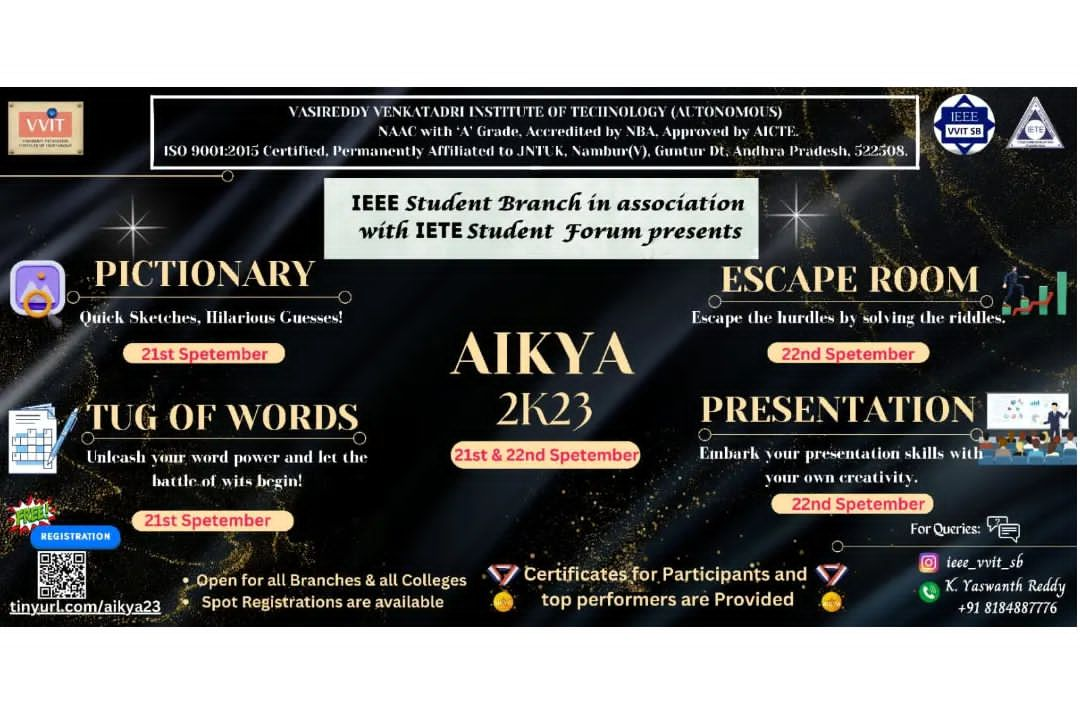 VVIT
VASIREDDY VENKATADRI INSTITUTE OF TECHNOLOGY (AUTONOMOUS)
NAAC with ‘A’ Grade, Accredited by NBA, Approved by AICTE.
ISO 9001:2015 Certified, Permanently Affiliated to JNTUK, Nambur(V), Guntur Dt, Andhra Pradesh, 522508.
IEEE
VVIT SB
IETE
IEEE Student Branch in association
with IETE Student Forum presents
PICTIONARY
Quick Sketches, Hilarious Guesses!
21st Spetember
TUG OF WORDS
Unleash your word power and let the
battle of wits begin!
21st Spetember
AIKYA
2K23
21st & 22nd Spetember
ESCAPE ROOM
Escape the hurdles by solving the riddles.
22nd Spetember
PRESENTATION
Embark your presentation skills with
your own creativity.
22nd Spetember
FREE!
REGISTRATION
tinyurl.com/aikya23
• Open for all Branches & all Colleges
• Spot Registrations are available
Certificates for Participants and
top performers are Provided
For Queries:
ieee_vvit_sb
K. Yaswanth Reddy
+91 8184887776